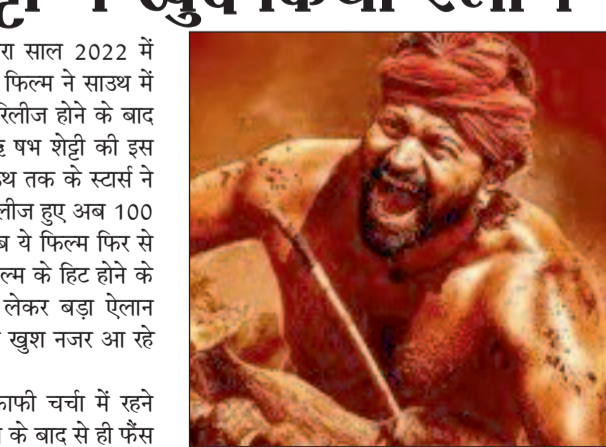 ने खुद किया
रा साल 2022 में
फिल्म ने साउथ में
रिलीज होने के बाद
षभ शेट्टी की इस
थ तक के स्टार्स ने
लीज हुए अब 100
ब ये फिल्म फिर से
ल्म के हिट होने के
लेकर बड़ा ऐलान
खुश नजर आ रहे
काफी चर्चा में रहने
के बाद से ही फैंस